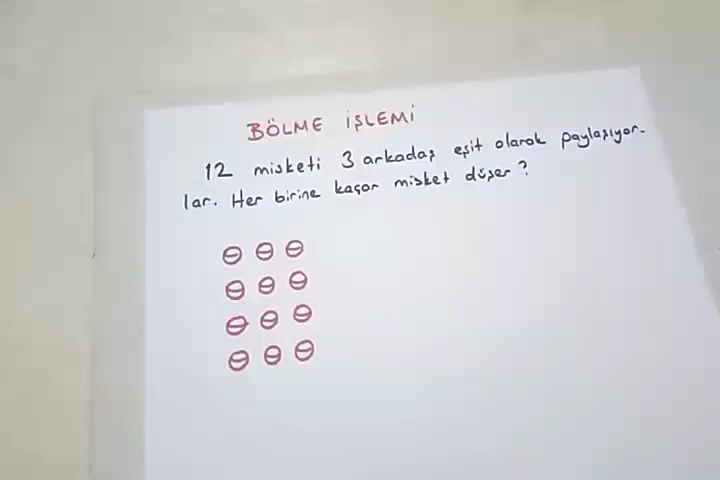 BÖLME İŞLEMİ
12 misketi 3 arkadaş eşit olarak paylaşıyor-
lar. Her birine kaçar misket düşer?